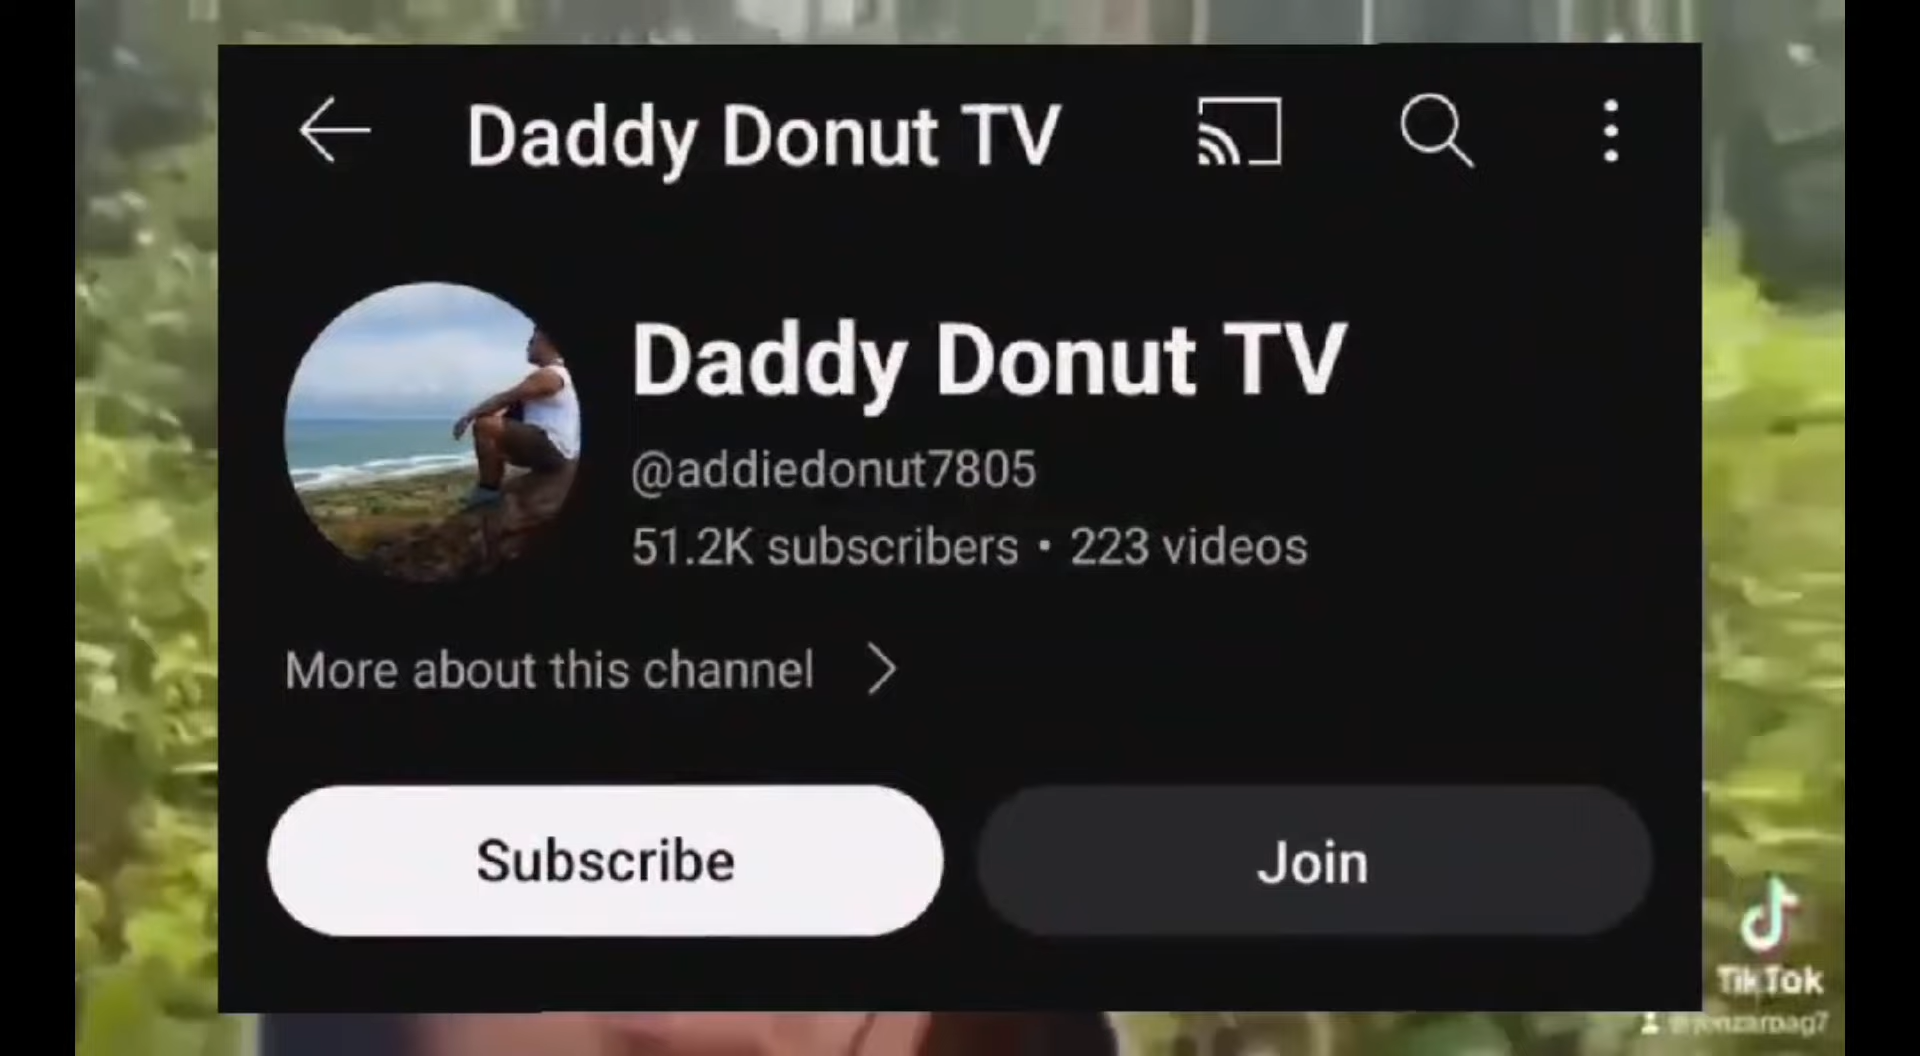 Daddy Donut TV
Daddy Donut TV
@addiedonut7805
51.2K subscribers • 223 videos
More about this channel
Subscribe
Join
TikTok